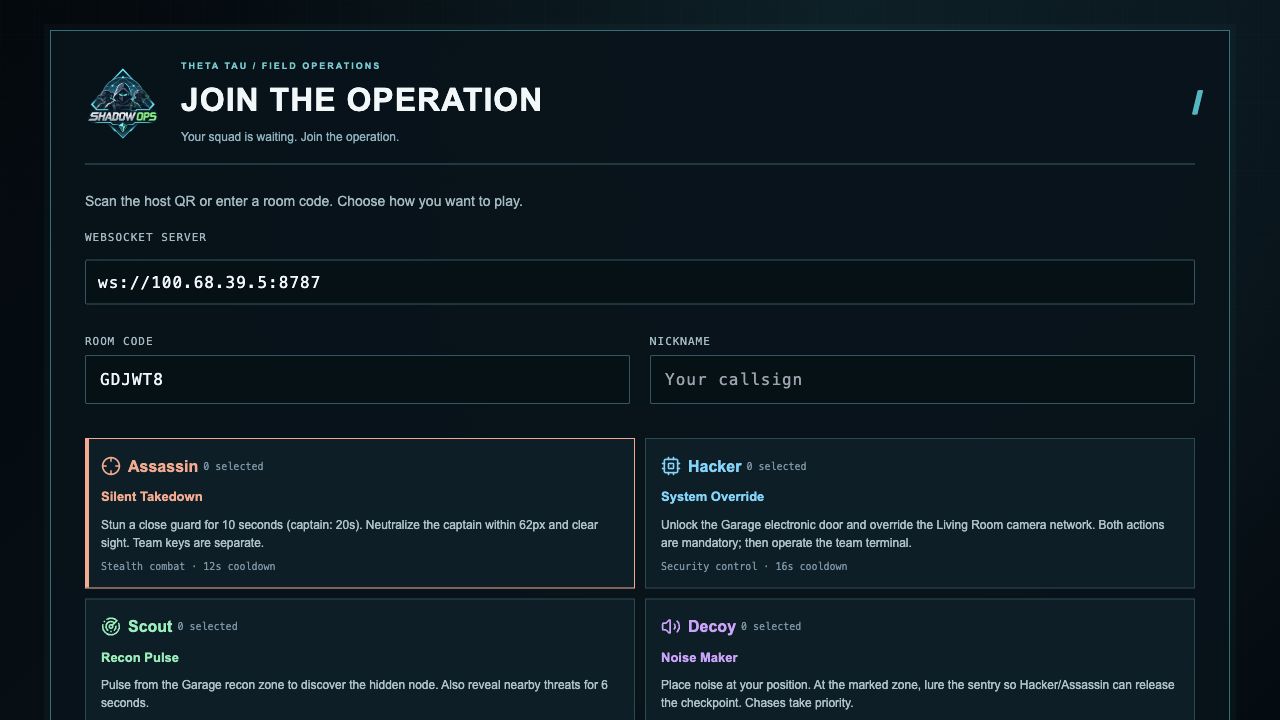 THETA TAU / FIELD OPERATIONS
JOIN THE OPERATION
SHADOW OPS
Your squad is waiting. Join the operation.
Scan the host QR or enter a room code. Choose how you want to play.
WEBSOCKET SERVER
ws://100.68.39.5:8787
ROOM CODE
NICKNAME
GDJWT8
Your callsign
Assassin 0 selected
Silent Takedown
Stun a close guard for 10 seconds (captain: 20s). Neutralize the captain within 62px and clear
sight. Team keys are separate.
Stealth combat · 12s cooldown
Hacker 0 selected
System Override
Unlock the Garage electronic door and override the Living Room camera network. Both actions
are mandatory; then operate the team terminal.
Security control · 16s cooldown
Scout 0 selected
Recon Pulse
Pulse from the Garage recon zone to discover the hidden node. Also reveal nearby threats for 6
seconds.
Decoy 0 selected
Noise Maker
Place noise at your position. At the marked zone, lure the sentry so Hacker/Assassin can release
the checkpoint. Chases take priority.